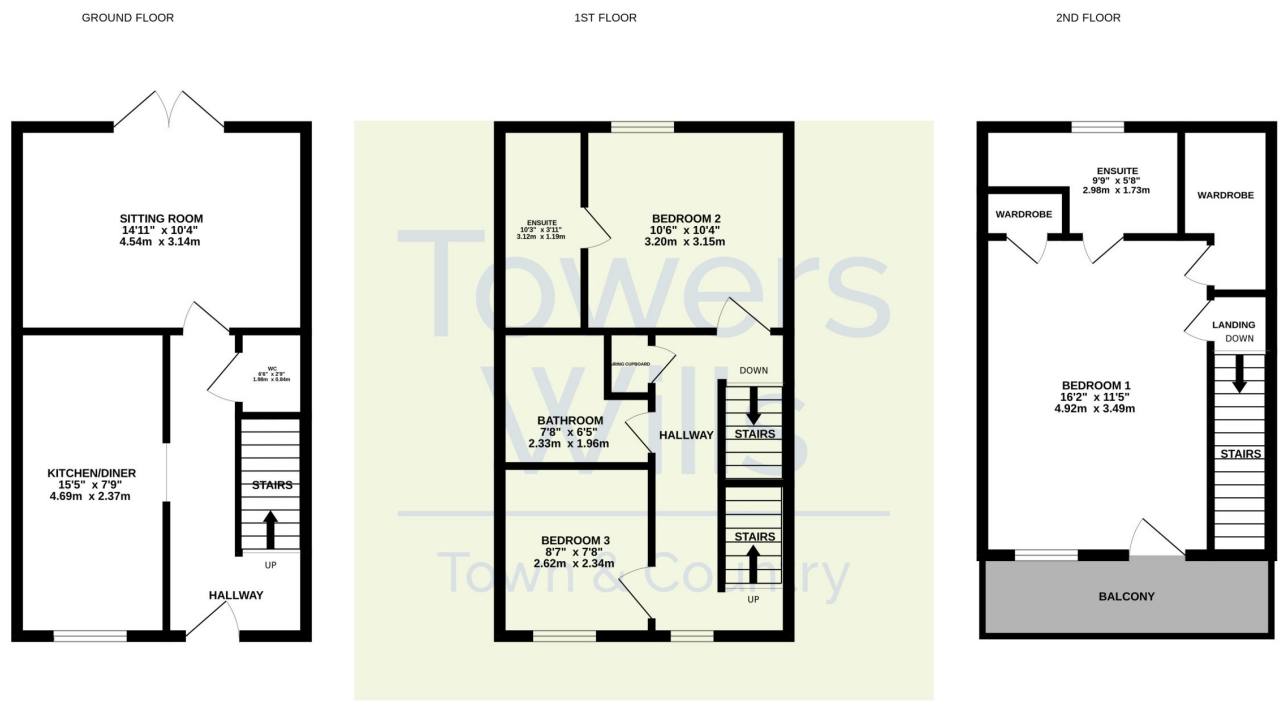 GROUND FLOOR
1ST FLOOR
2ND FLOOR
SITTING ROOM
14'11" x 10'4"
4.54m x 3.14m
WC
6'6" x 2'9"
1.98m x 0.84m
KITCHEN/DINER
15'5" x 7'9"
4.69m x 2.37m
STAIRS
UP
HALLWAY
ENSUITE
10'3" x 3'11"
3.12m x 1.19m
BEDROOM 2
10'6" x 10'4"
3.20m x 3.15m
RING CUPBOARD
DOWN
BATHROOM
7'8" x 6'5"
2.33m x 1.96m
HALLWAY
STAIRS
BEDROOM 3
8'7" x 7'8"
2.62m x 2.34m
STAIRS
UP
Towers
Wills
Town & Country
ENSUITE
9'9" x 5'8"
2.98m x 1.73m
WARDROBE
WARDROBE
LANDING
DOWN
BEDROOM 1
16'2" x 11'5"
4.92m x 3.49m
STAIRS
BALCONY